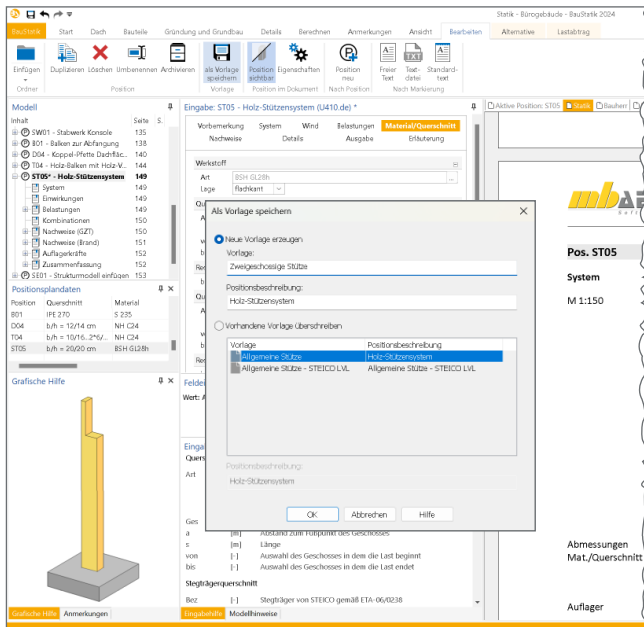 Statik - Bürogebäude - BauStatik 2024
BauStatik Start Dach Bauteile Gründung und Grundbau Details Berechnen Anmerkungen Ansicht Bearbeiten Alternative Lastabtrag
Einfügen Duplizieren Löschen Umbenennen Archivieren als Vorlage speichern Position sichtbar Eigenschaften Position neu Freier Text Text-datei Standard-text
Ordner Position Vorlage Position im Dokument Nach Position Nach Markierung
Modell
Inhalt Seite S.
SW01 - Stabwerk Konsole 135
B01 - Balken zur Abfangung 138
D04 - Koppel-Pfette Dachfläc... 140
T04 - Holz-Balken mit Holz-V... 144
ST05* - Holz-Stützensystem 149
System 149
Einwirkungen 149
Belastungen 149
Kombinationen 150
Nachweise (GZT) 150
Nachweise (Brand) 151
Auflagerkräfte 152
Zusammenfassung 152
SE01 - Strukturmodell einfügen 153
Positionsplandaten
Position Querschnitt Material
B01 IPE 270 S 235
D04 b/h = 12/14 cm NH C24
T04 b/h = 10/16...2*6/... NH C24
ST05 b/h = 20/20 cm BSH GL28h
Grafische Hilfe
Grafische Hilfe Anmerkungen
Eingabe: ST05 - Holz-Stützensystem (U410.de) *
Vorbemerkung System Wind Belastungen Material/Querschnitt
Nachweise Details Ausgabe Erläuterung
Werkstoff
Art BSH GL28h ...
Lage flachkant
Als Vorlage speichern
Neue Vorlage erzeugen
Vorlage:
Zweigeschossige Stütze
Positionsbeschreibung:
Holz-Stützensystem
Vorhandene Vorlage überschreiben
Vorlage Positionsbeschreibung
Allgemeine Stütze Holz-Stützensystem
Allgemeine Stütze - STEICO LVL Allgemeine Stütze - STEICO LVL
Positionsbeschreibung:
Holz-Stützensystem
OK Abbrechen Hilfe
Wert:
Art
a [m] Abstand zum Fußpunkt des Geschosses
s [m] Länge
von [-] Auswahl des Geschosses in dem die Last beginnt
bis [-] Auswahl des Geschosses in dem die Last endet
Stegträgerquerschnitt
Bez [-] Stegträger von STEICO gemäß ETA-06/0238
Eingabehilfe Modellhinweise
Aktive Position: ST05 Statik Bauherr
Pos. ST05
System
M 1:150
Abmessungen
Mat./Querschnitt
Auflager